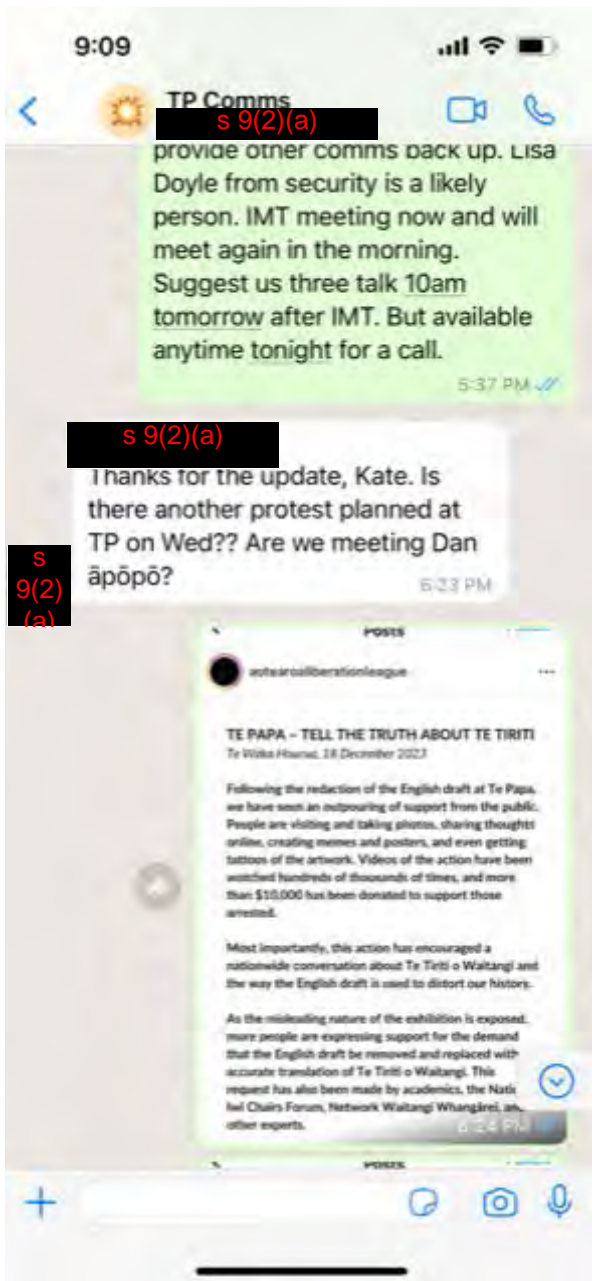 9:09
TP Comms
s 9(2)(a)
provide other comms back up. Lisa
Doyle from security is a likely
person. IMT meeting now and will
meet again in the morning.
Suggest us three talk 10am
tomorrow after IMT. But available
anytime tonight for a call.
5:37 PM
s 9(2)(a)
Thanks for the update, Kate. Is
there another protest planned at
TP on Wed?? Are we meeting Dan
āpōpō?
6:23 PM
s
9(2)
(a)
Posts
aotearoaliberationleague
TE PAPA – TELL THE TRUTH ABOUT TE TIRITI
Te Waka Hourua, 18 December 2023
Following the redaction of the English draft at Te Papa,
we have seen an outpouring of support from the public.
People are visiting and taking photos, sharing thoughts
online, creating memes and posters, and even getting
tattoos of the artwork. Videos of the action have been
watched hundreds of thousands of times, and more
than $10,000 has been donated to support those
arrested.
Most importantly, this action has encouraged a
nationwide conversation about Te Tiriti o Waitangi and
the way the English draft is used to distort our history.
As the misleading nature of the exhibition is exposed,
more people are expressing support for the demand
that the English draft be removed and replaced with
accurate translation of Te Tiriti o Waitangi. This
request has also been made by academics, the Nati
Iwi Chairs Forum, Network Waitangi Whangārei, and
other experts.
6:24 PM
Posts